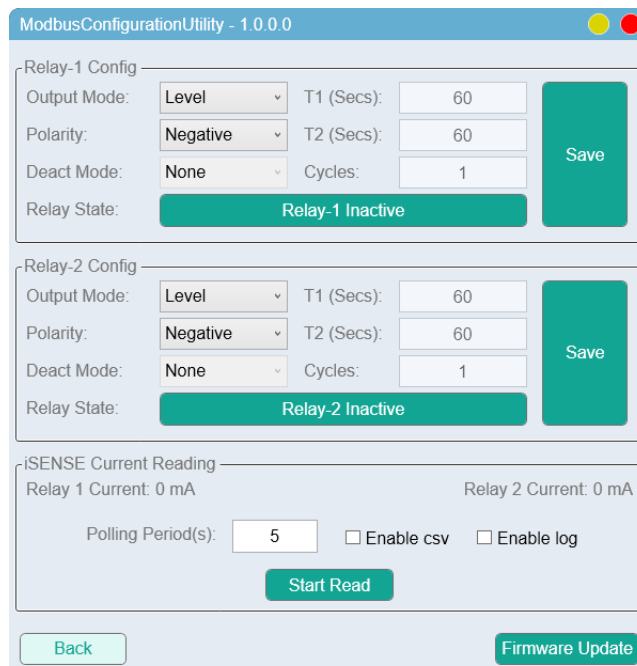 ModbusConfigurationUtility - 1.0.0.0
Relay-1 Config
Output Mode: Level T1 (Secs): 60
Polarity: Negative T2 (Secs): 60
Save
Deact Mode: None Cycles: 1
Relay State: Relay-1 Inactive
Relay-2 Config
Output Mode: Level T1 (Secs): 60
Polarity: Negative T2 (Secs): 60
Save
Deact Mode: None Cycles: 1
Relay State: Relay-2 Inactive
iSENSE Current Reading
Relay 1 Current: 0 mA Relay 2 Current: 0 mA
Polling Period(s): 5 Enable csv Enable log
Start Read
Back Firmware Update